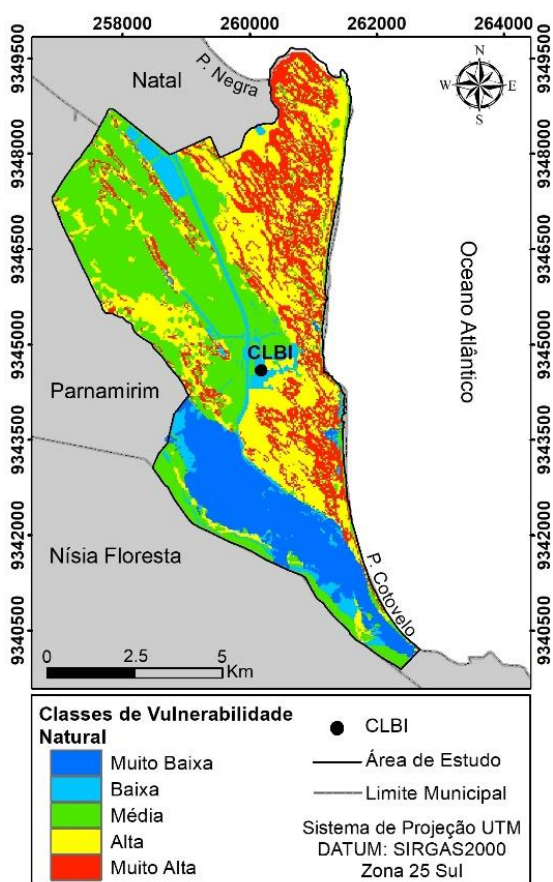 258000 260000 262000 264000
9349500
9348000
9346500
9345000
9343500
9342000
9340500
9349500
9348000
9346500
9345000
9343500
9342000
9340500
N
W E
S
Natal
P. Negra
Oceano Atlântico
CLBI
Parnamirim
Nísia Floresta
P. Cotovelo
0 2.5 5
Km
Classes de Vulnerabilidade
Natural
Muito Baixa
Baixa
Média
Alta
Muito Alta
CLBI
Área de Estudo
Limite Municipal
Sistema de Projeção UTM
DATUM: SIRGAS2000
Zona 25 Sul